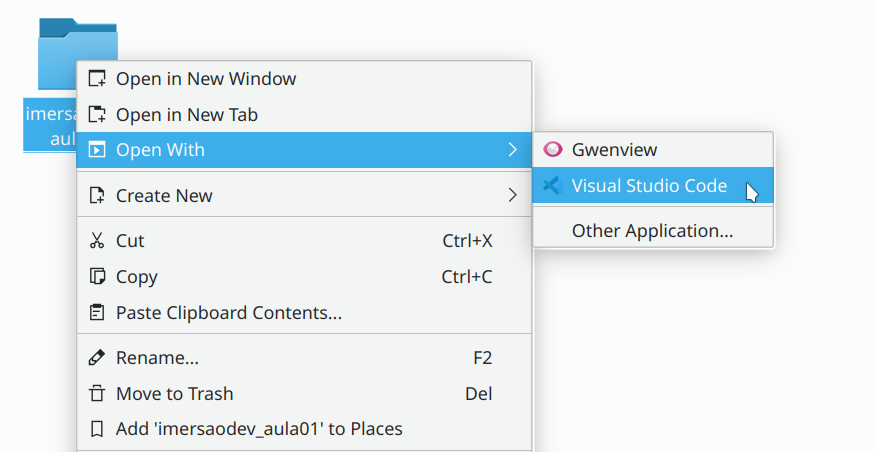 imersa
aul
Open in New Window
Open in New Tab
Open With
Gwenview
Visual Studio Code
Other Application...
Create New
Cut Ctrl+X
Copy Ctrl+C
Paste Clipboard Contents...
Rename... F2
Move to Trash Del
Add 'imersaodev_aula01' to Places